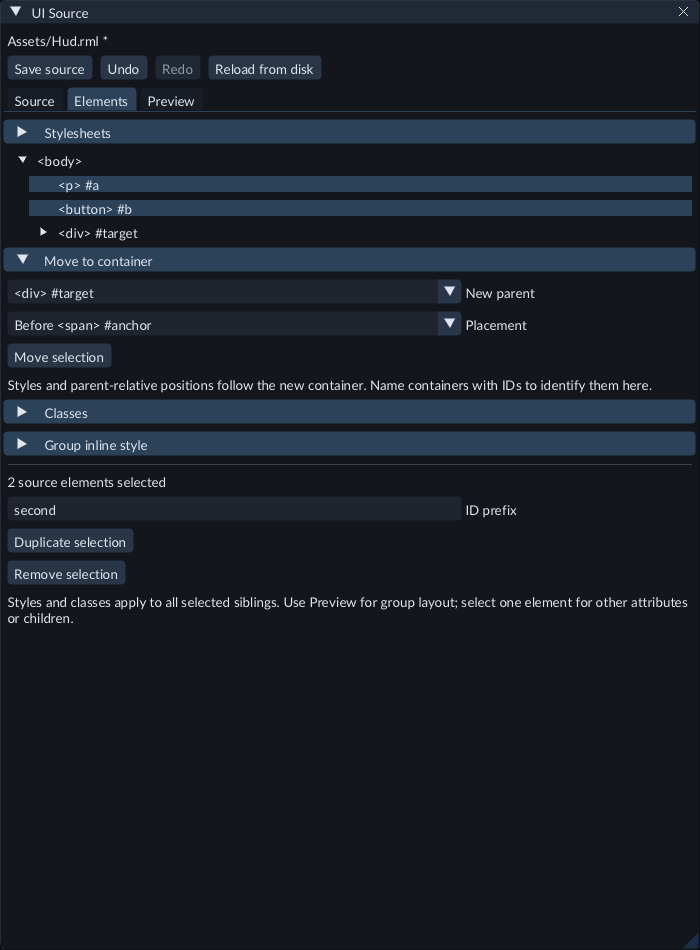 UI Source
Assets/Hud.rml *
Save source Undo Redo Reload from disk
Source Elements Preview
Stylesheets
<body>
<p> #a
<button> #b
<div> #target
Move to container
<div> #target New parent
Before <span> #anchor Placement
Move selection
Styles and parent-relative positions follow the new container. Name containers with IDs to identify them here.
Classes
Group inline style
2 source elements selected
second ID prefix
Duplicate selection
Remove selection
Styles and classes apply to all selected siblings. Use Preview for group layout; select one element for other attributes
or children.